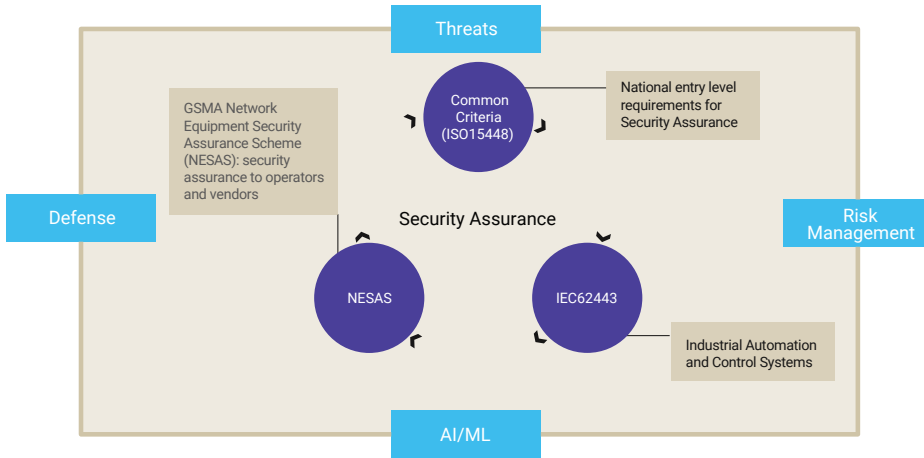 Threats
Common
Criteria
(ISO15448)
National entry level
requirements for
Security Assurance
GSMA Network
Equipment Security
Assurance Scheme
(NESAS): security
assurance to operators
and vendors
Defense
Security Assurance
Risk
Management
NESAS
IEC62443
Industrial Automation
and Control Systems
AI/ML